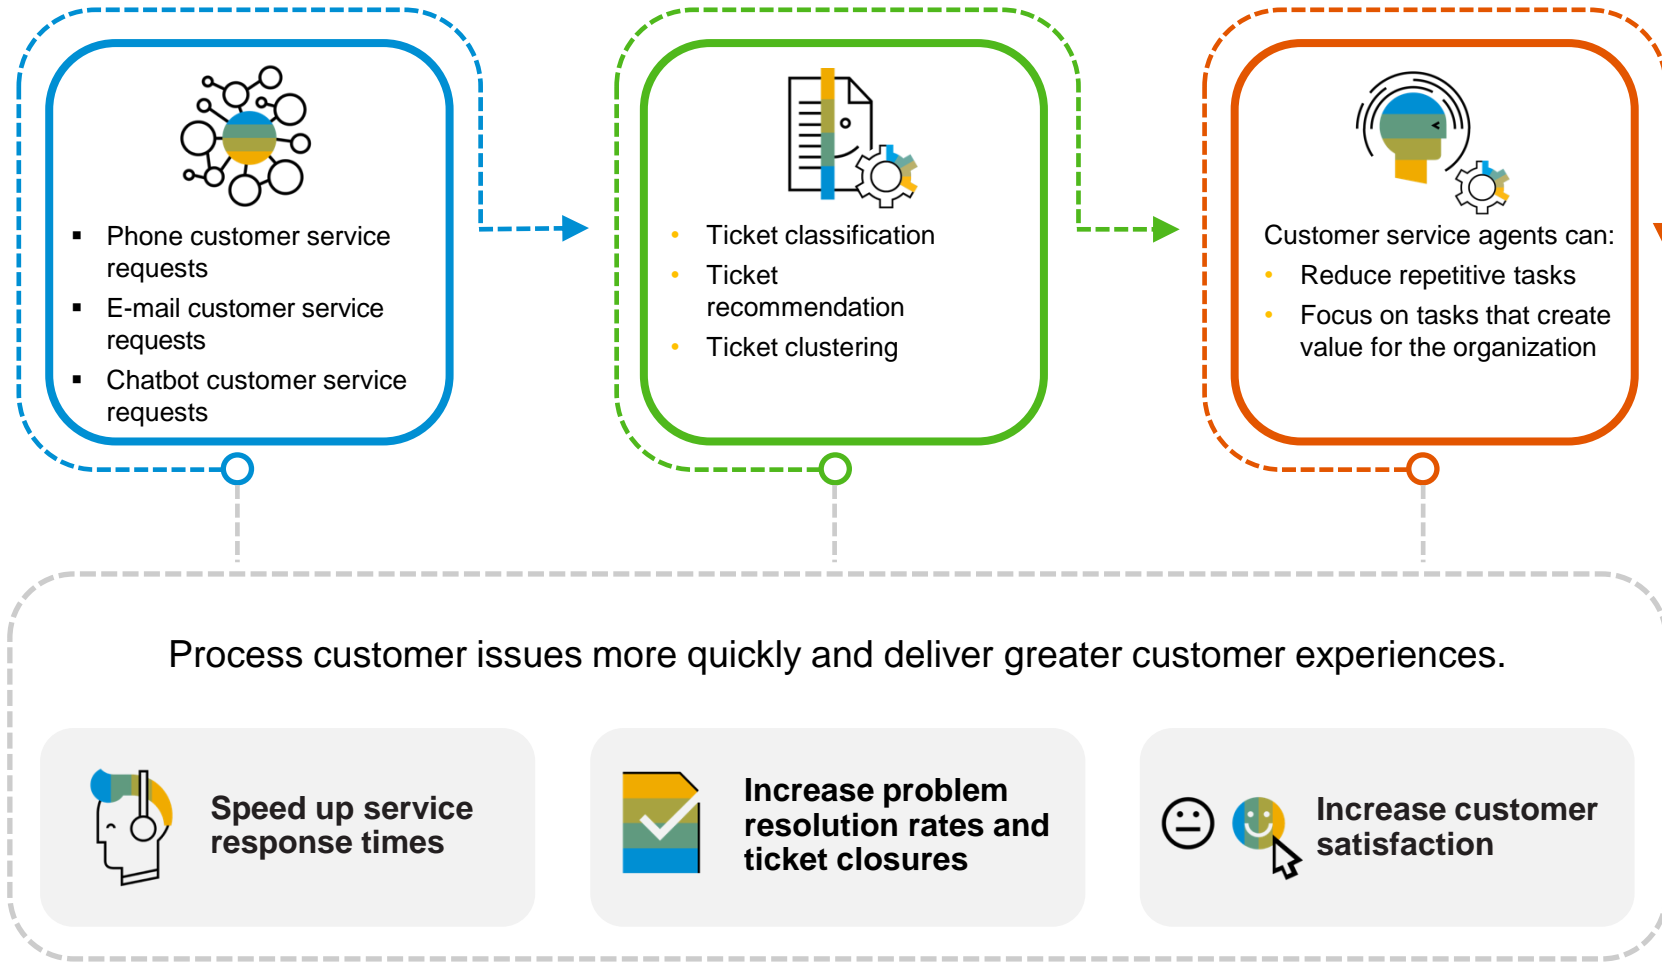 ▪ Phone customer service
requests
▪ E-mail customer service
requests
▪ Chatbot customer service
requests
• Ticket classification
• Ticket
recommendation
• Ticket clustering
Customer service agents can:
• Reduce repetitive tasks
• Focus on tasks that create
value for the organization
Process customer issues more quickly and deliver greater customer experiences.
Speed up service
response times
Increase problem
resolution rates and
ticket closures
Increase customer
satisfaction